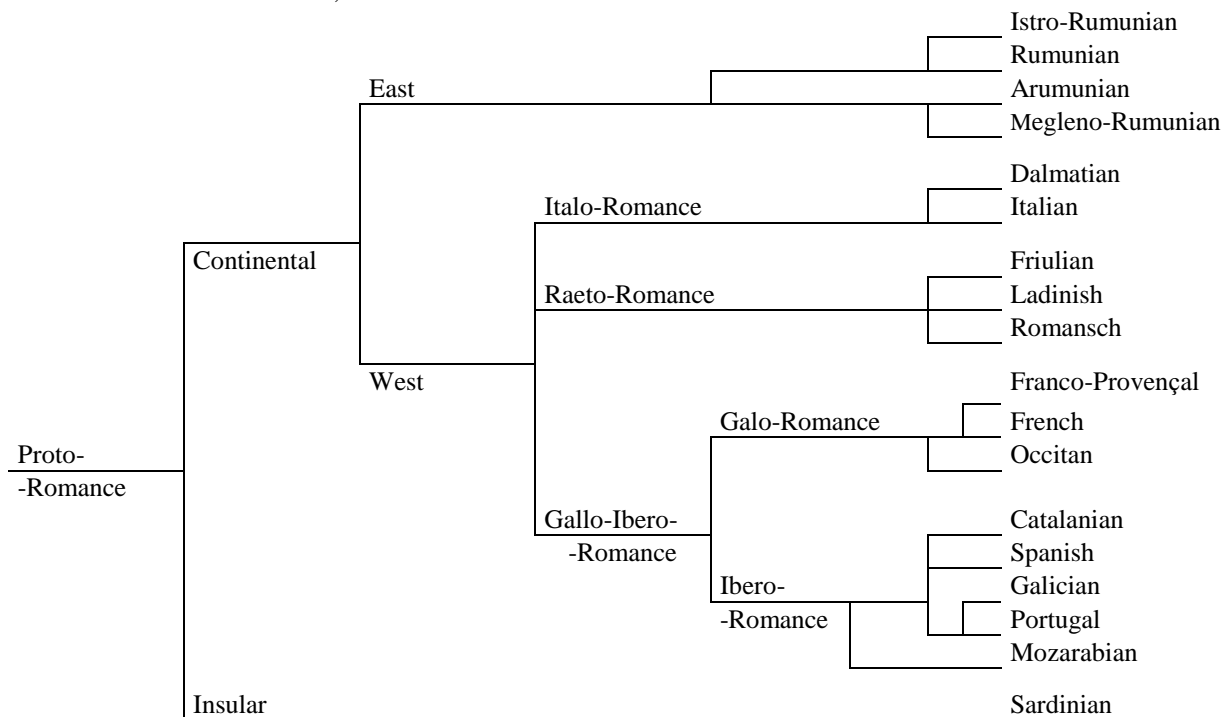 Istro-Rumunian
Rumunian
East
Arumunian
Megleno-Rumunian
Dalmatian
Italo-Romance
Italian
Continental
Friulian
Raeto-Romance
Ladinish
Romansch
West
Franco-Provençal
Galo-Romance
French
Proto-
-Romance
Occitan
Gallo-Ibero-
-Romance
Catalanian
Spanish
Ibero-
-Romance
Galician
Portugal
Mozarabian
Insular
Sardinian